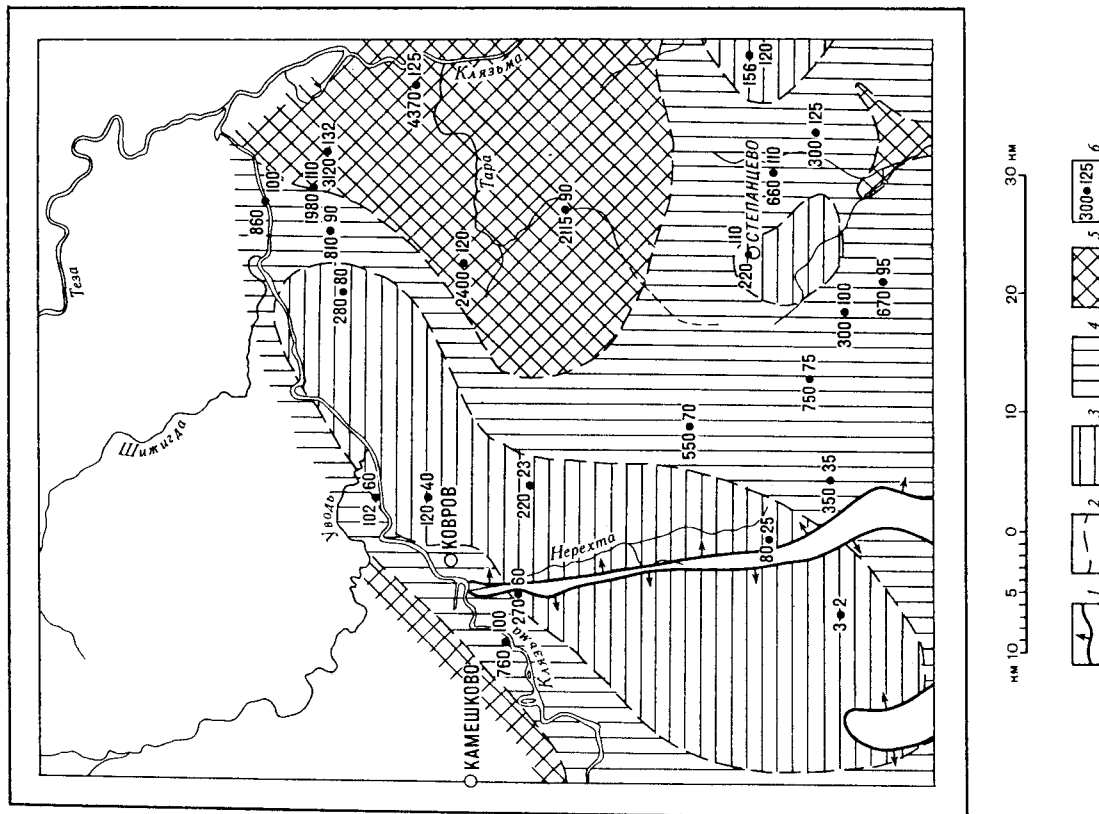 Теза
Шижигда
Уводь
Клязьма
4370 125
860 100
1980 110
3120 132
810 90
280 80
Тара
2400 120
2115 90
102 60
120 40
КОВРОВ
220 23
Нерехта
270 60
760 100
Клязьма
КАМЕШКОВО
156 120
300 125
СТЕПАНЦЕВО
660 110
220 110
670 95
300 100
750 75
550 70
350 35
80 25
3 2
км 10 5 0 10 20 30 км
1 2 3 4 5 6
300 125